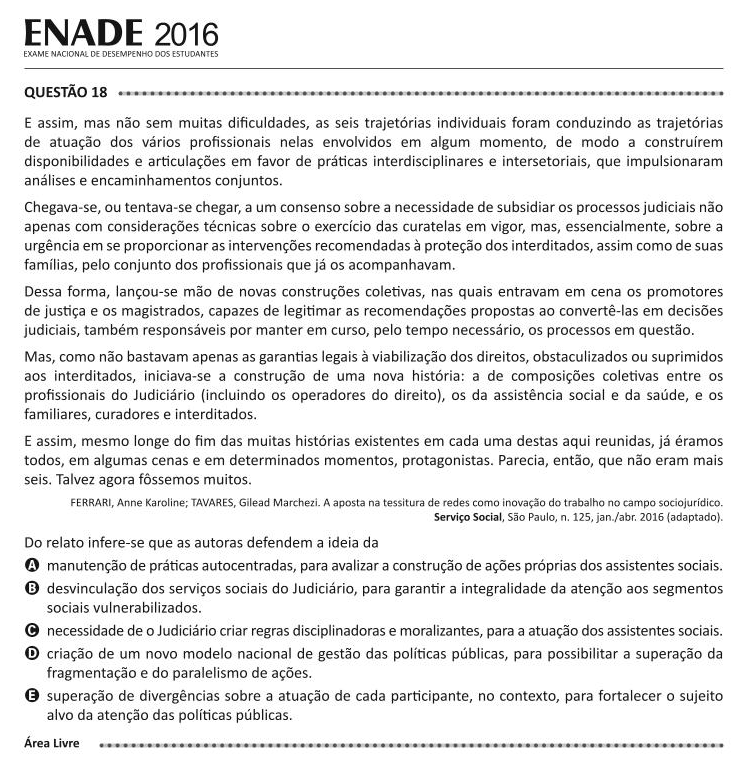 ENADE 2016
EXAME NACIONAL DE DESEMPENHO DOS ESTUDANTES
QUESTÃO 18
E assim, mas não sem muitas dificuldades, as seis trajetórias individuais foram conduzindo as trajetórias
de atuação dos vários profissionais nelas envolvidos em algum momento, de modo a construírem
disponibilidades e articulações em favor de práticas interdisciplinares e intersetoriais, que impulsionaram
análises e encaminhamentos conjuntos.
Chegava-se, ou tentava-se chegar, a um consenso sobre a necessidade de subsidiar os processos judiciais não
apenas com considerações técnicas sobre o exercício das curatelas em vigor, mas, essencialmente, sobre a
urgência em se proporcionar as intervenções recomendadas à proteção dos interditados, assim como de suas
famílias, pelo conjunto dos profissionais que já os acompanhavam.
Dessa forma, lançou-se mão de novas construções coletivas, nas quais entravam em cena os promotores
de justiça e os magistrados, capazes de legitimar as recomendações propostas ao convertê-las em decisões
judiciais, também responsáveis por manter em curso, pelo tempo necessário, os processos em questão.
Mas, como não bastavam apenas as garantias legais à viabilização dos direitos, obstaculizados ou suprimidos
aos interditados, iniciava-se a construção de uma nova história: a de composições coletivas entre os
profissionais do Judiciário (incluindo os operadores do direito), os da assistência social e da saúde, e os
familiares, curadores e interditados.
E assim, mesmo longe do fim das muitas histórias existentes em cada uma destas aqui reunidas, já éramos
todos, em algumas cenas e em determinados momentos, protagonistas. Parecia, então, que não eram mais
seis. Talvez agora fôssemos muitos.
FERRARI, Anne Karoline; TAVARES, Gilead Marchezi. A aposta na tessitura de redes como inovação do trabalho no campo sociojurídico.
Serviço Social, São Paulo, n. 125, jan./abr. 2016 (adaptado).
Do relato infere-se que as autoras defendem a ideia da
A manutenção de práticas autocentradas, para avalizar a construção de ações próprias dos assistentes sociais.
B desvinculação dos serviços sociais do Judiciário, para garantir a integralidade da atenção aos segmentos
sociais vulnerabilizados.
C necessidade de o Judiciário criar regras disciplinadoras e moralizantes, para a atuação dos assistentes sociais.
D criação de um novo modelo nacional de gestão das políticas públicas, para possibilitar a superação da
fragmentação e do paralelismo de ações.
E superação de divergências sobre a atuação de cada participante, no contexto, para fortalecer o sujeito
alvo da atenção das políticas públicas.
Área Livre